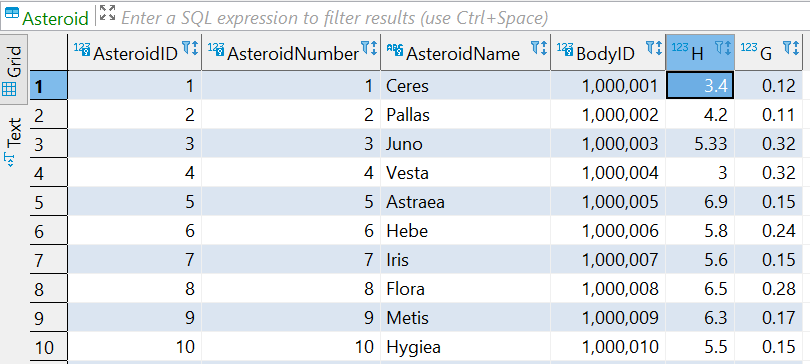 Asteroid Enter a SQL expression to filter results (use Ctrl+Space)
Grid
Text
123 AsteroidID 123 AsteroidNumber ABC AsteroidName 123 BodyID 123 H 123 G
1 1 1 Ceres 1,000,001 3.4 0.12
2 2 2 Pallas 1,000,002 4.2 0.11
3 3 3 Juno 1,000,003 5.33 0.32
4 4 4 Vesta 1,000,004 3 0.32
5 5 5 Astraea 1,000,005 6.9 0.15
6 6 6 Hebe 1,000,006 5.8 0.24
7 7 7 Iris 1,000,007 5.6 0.15
8 8 8 Flora 1,000,008 6.5 0.28
9 9 9 Metis 1,000,009 6.3 0.17
10 10 10 Hygiea 1,000,010 5.5 0.15